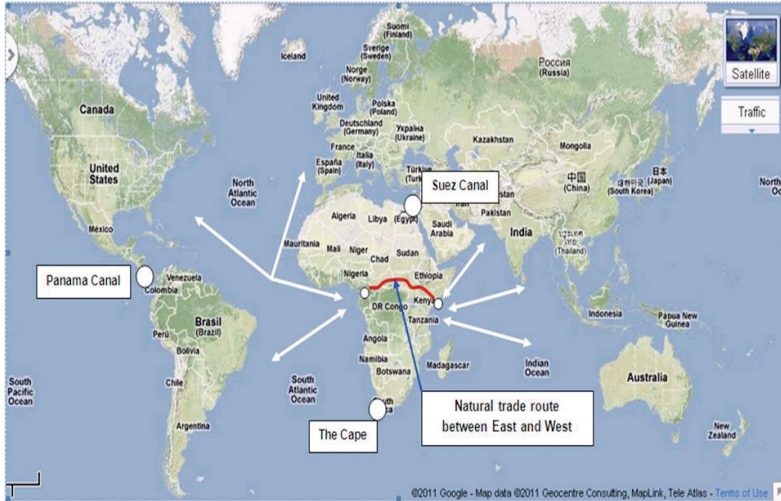 Suomi
(Finland)
Iceland
Sverige
(Sweden)
Россия
(Russia)
Norge
(Norway)
Satellite
Canada
United
Kingdom
Polska
(Poland)
Deutschland
(Germany)
Україна
(Ukraine)
Traffic
Kazakhstan
Mongolia
France
Italia
(Italy)
España
(Spain)
United
States
North
Atlantic
Ocean
中国
(China)
日本
(Japan)
(South Korea)
Suez Canal
Pakistan
Algeria
Libya
(Egypt)
Saudi
Arabia
India
México
Mauritania
Mali
Niger
Chad
Sudan
(Thailand)
Panama Canal
Venezuela
Colombia
Nigeria
Ethiopia
Kenya
DR Congo
Tanzania
Indonesia
Papua New
Guinea
Brasil
(Brazil)
Perú
Bolivia
Angola
Namibia
Botswana
Madagascar
Indian
Ocean
Australia
Chile
South
Pacific
Ocean
South
Atlantic
Ocean
Natural trade route
between East and West
The Cape
Argentina
New
Zealand
©2011 Google - Map data ©2011 Geocentre Consulting, MapLink, Tele Atlas - Terms of Use